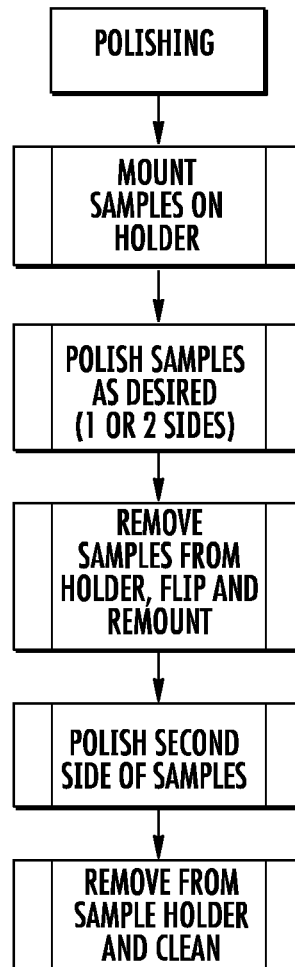 POLISHING
MOUNT
SAMPLES ON
HOLDER
POLISH SAMPLES
AS DESIRED
(1 OR 2 SIDES)
REMOVE
SAMPLES FROM
HOLDER, FLIP AND
REMOUNT
POLISH SECOND
SIDE OF SAMPLES
REMOVE FROM
SAMPLE HOLDER
AND CLEAN